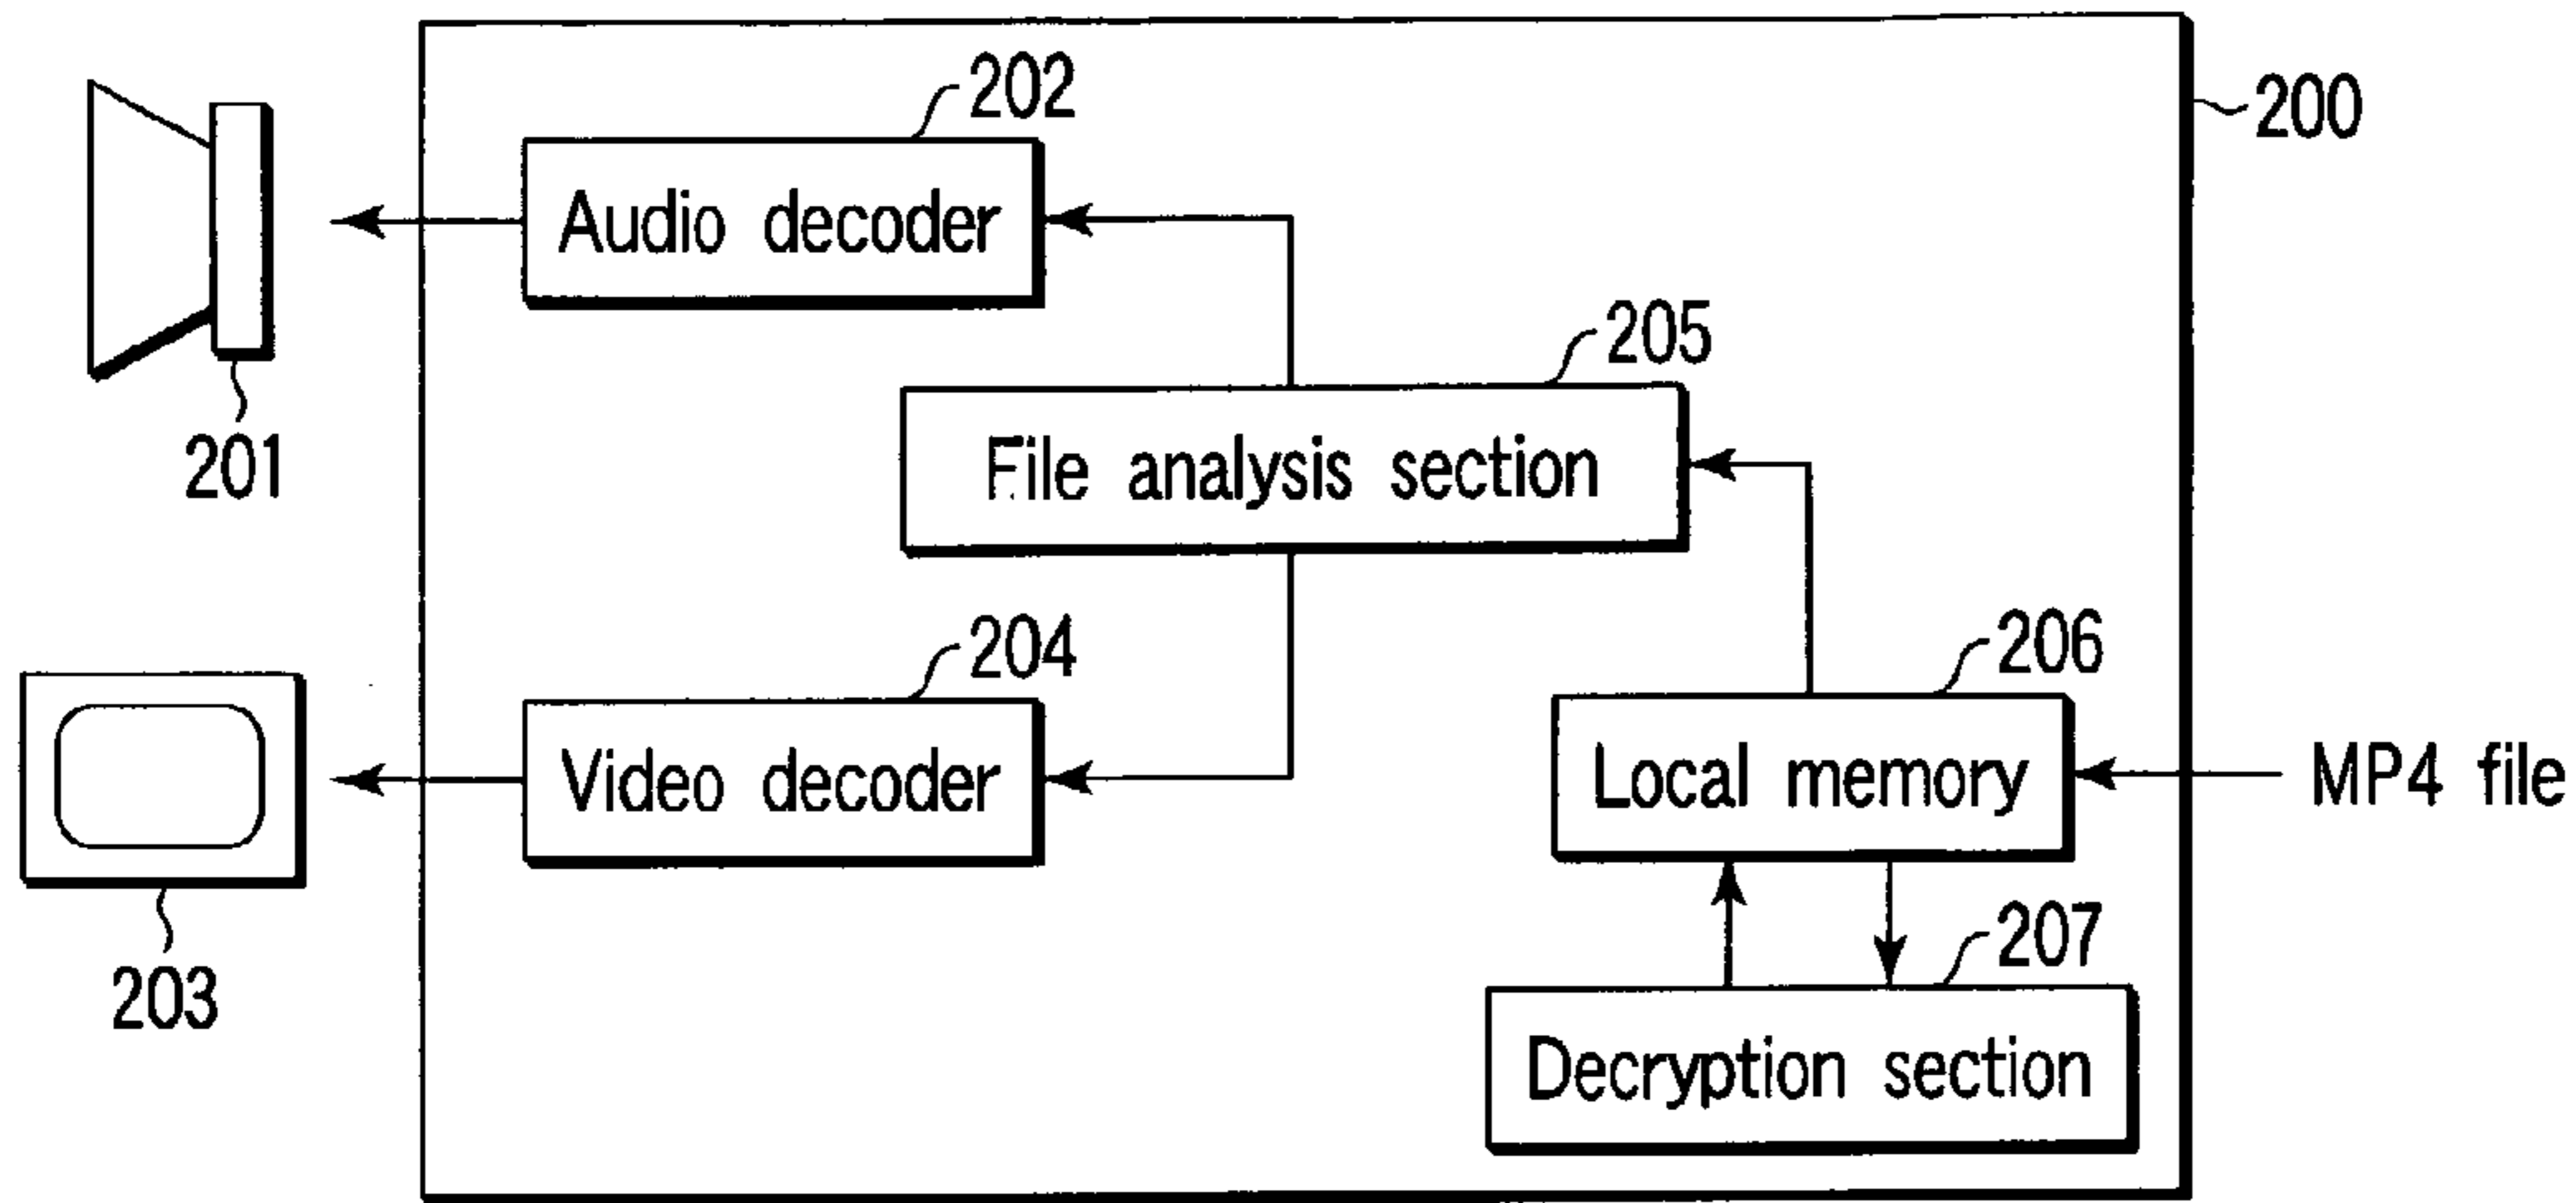 202
200
Audio decoder
205
201
File analysis section
204
206
Video decoder
Local memory
MP4 file
207
203
Decryption section